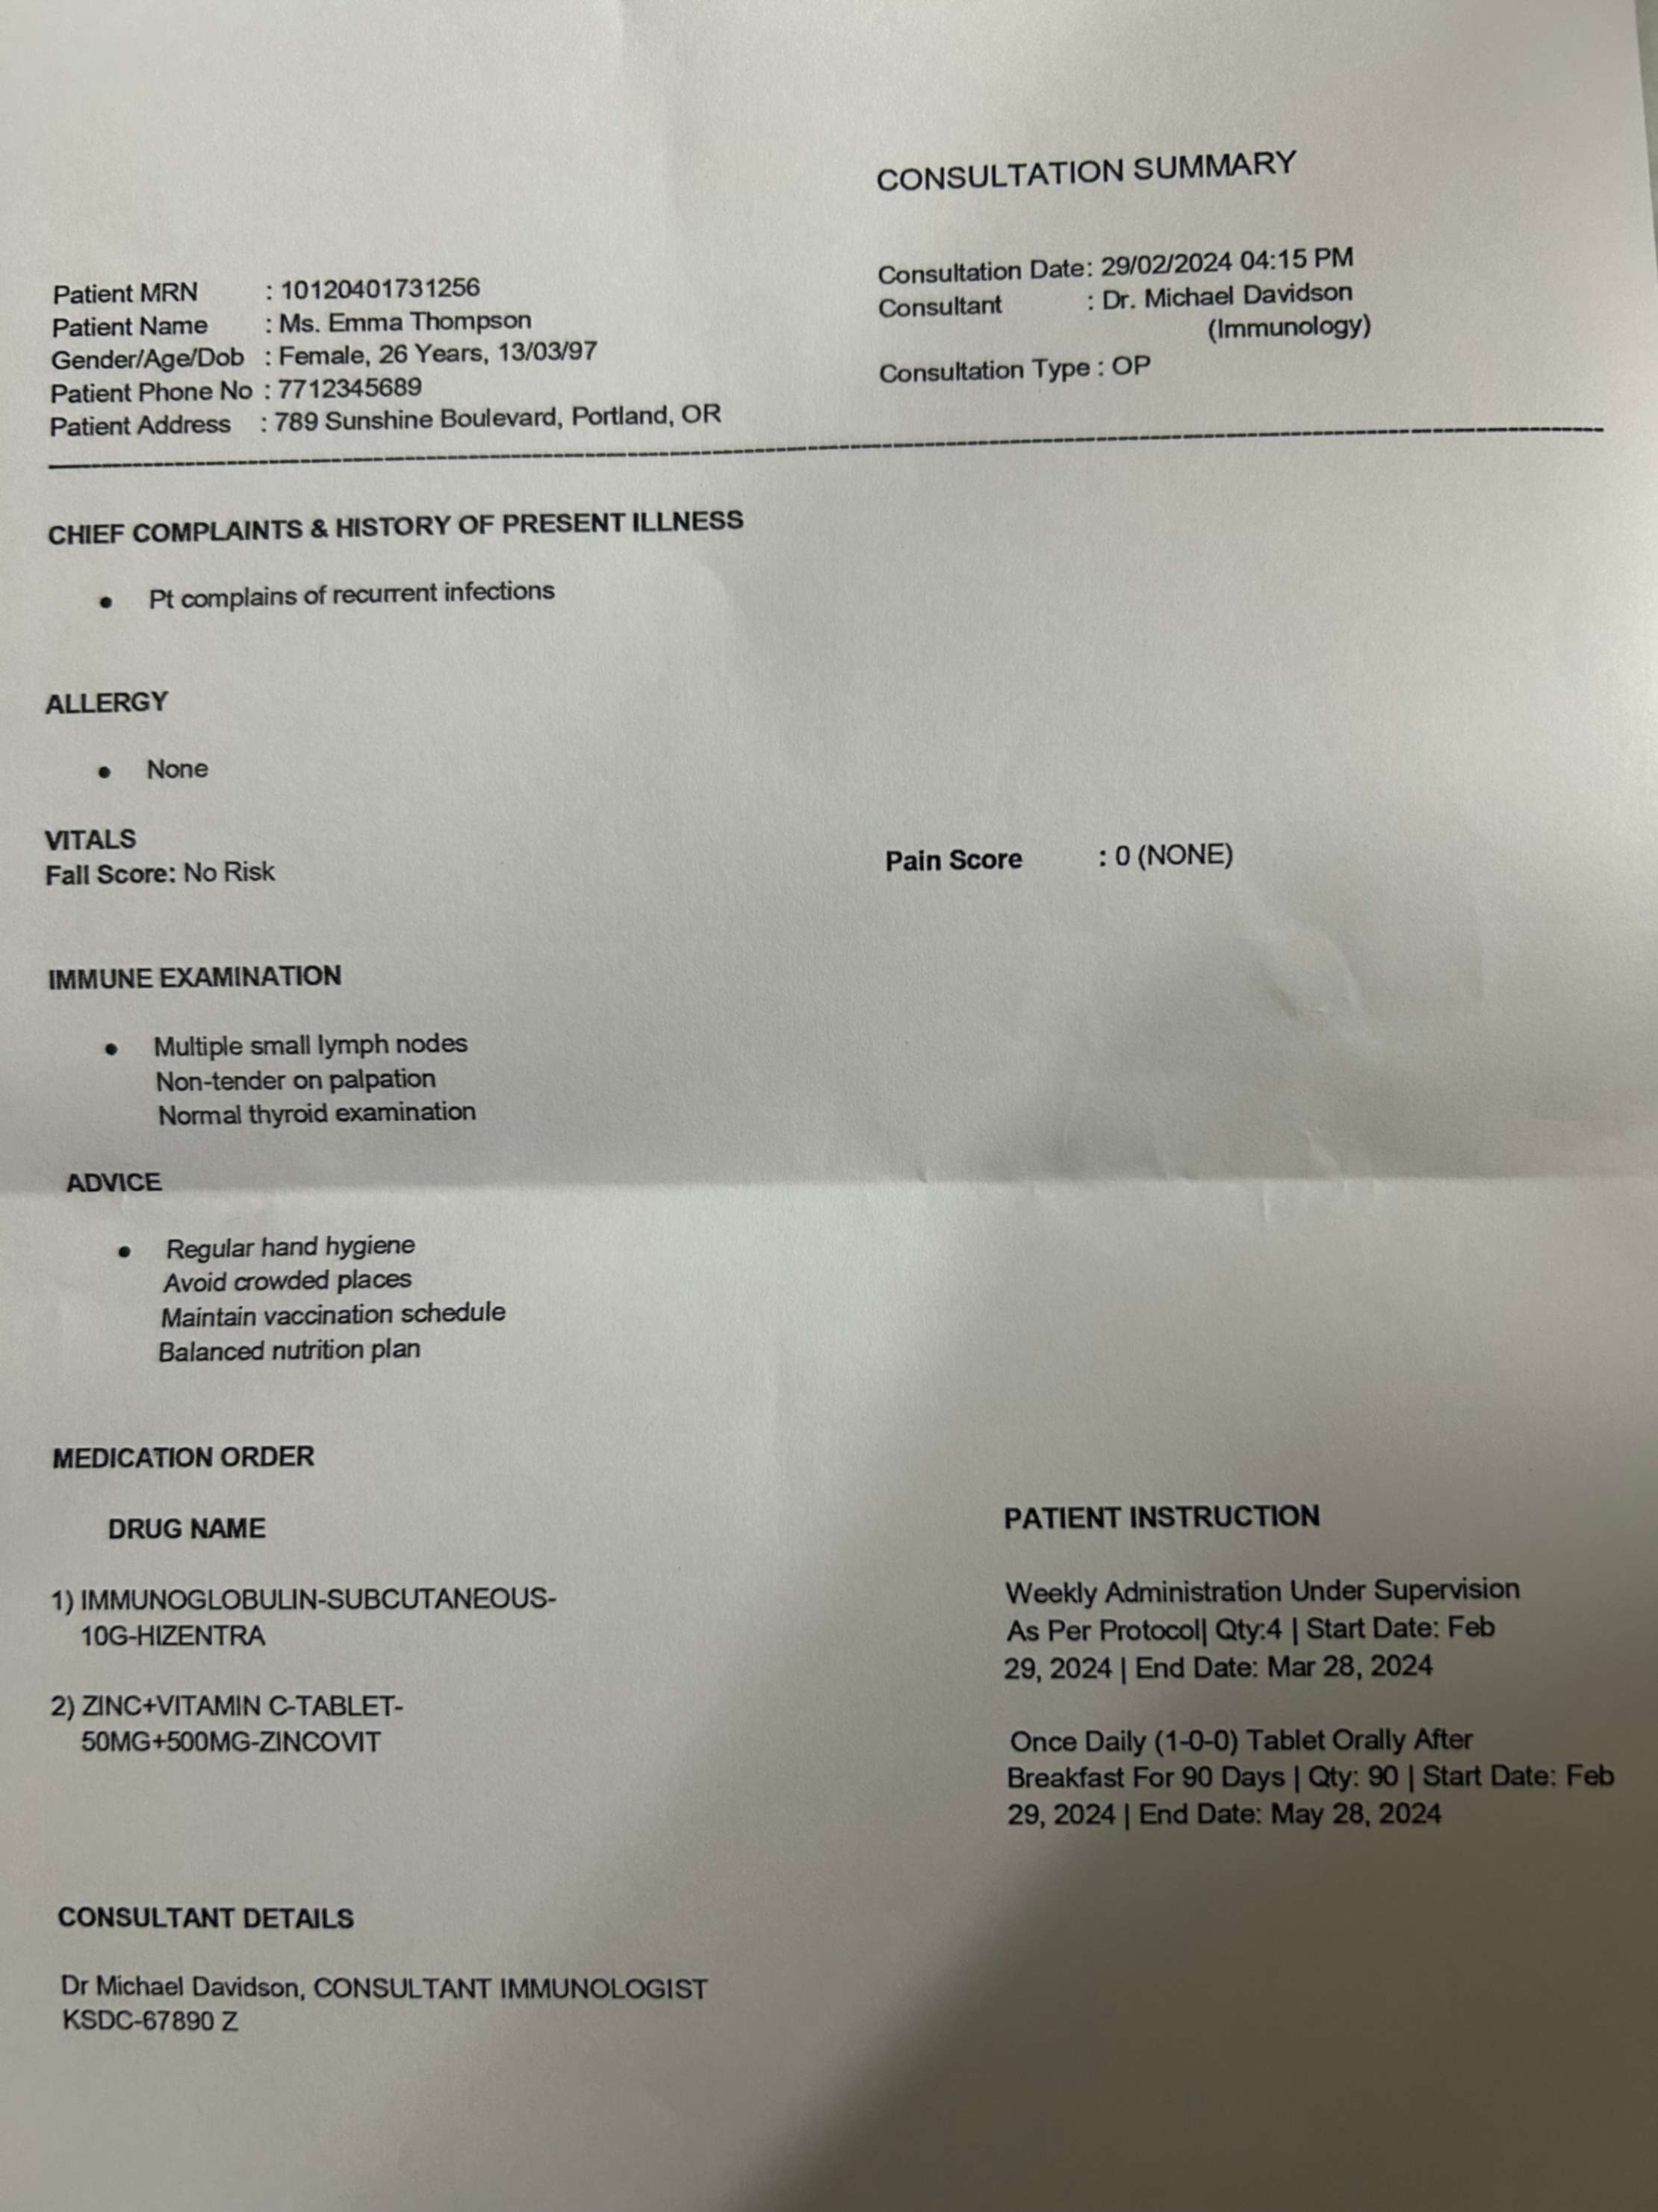 CONSULTATION SUMMARY
Patient MRN : 10120401731256
Patient Name : Ms. Emma Thompson
Gender/Age/Dob : Female, 26 Years, 13/03/97
Patient Phone No : 7712345689
Patient Address : 789 Sunshine Boulevard, Portland, OR
Consultation Date: 29/02/2024 04:15 PM
Consultant : Dr. Michael Davidson
(Immunology)
Consultation Type : OP
CHIEF COMPLAINTS & HISTORY OF PRESENT ILLNESS
• Pt complains of recurrent infections
ALLERGY
• None
VITALS
Fall Score: No Risk
Pain Score : 0 (NONE)
IMMUNE EXAMINATION
• Multiple small lymph nodes
Non-tender on palpation
Normal thyroid examination
ADVICE
• Regular hand hygiene
Avoid crowded places
Maintain vaccination schedule
Balanced nutrition plan
MEDICATION ORDER
DRUG NAME
PATIENT INSTRUCTION
1) IMMUNOGLOBULIN-SUBCUTANEOUS-
10G-HIZENTRA
Weekly Administration Under Supervision
As Per Protocol| Qty:4 | Start Date: Feb
29, 2024 | End Date: Mar 28, 2024
2) ZINC+VITAMIN C-TABLET-
50MG+500MG-ZINCOVIT
Once Daily (1-0-0) Tablet Orally After
Breakfast For 90 Days | Qty: 90 | Start Date: Feb
29, 2024 | End Date: May 28, 2024
CONSULTANT DETAILS
Dr Michael Davidson, CONSULTANT IMMUNOLOGIST
KSDC-67890 Z